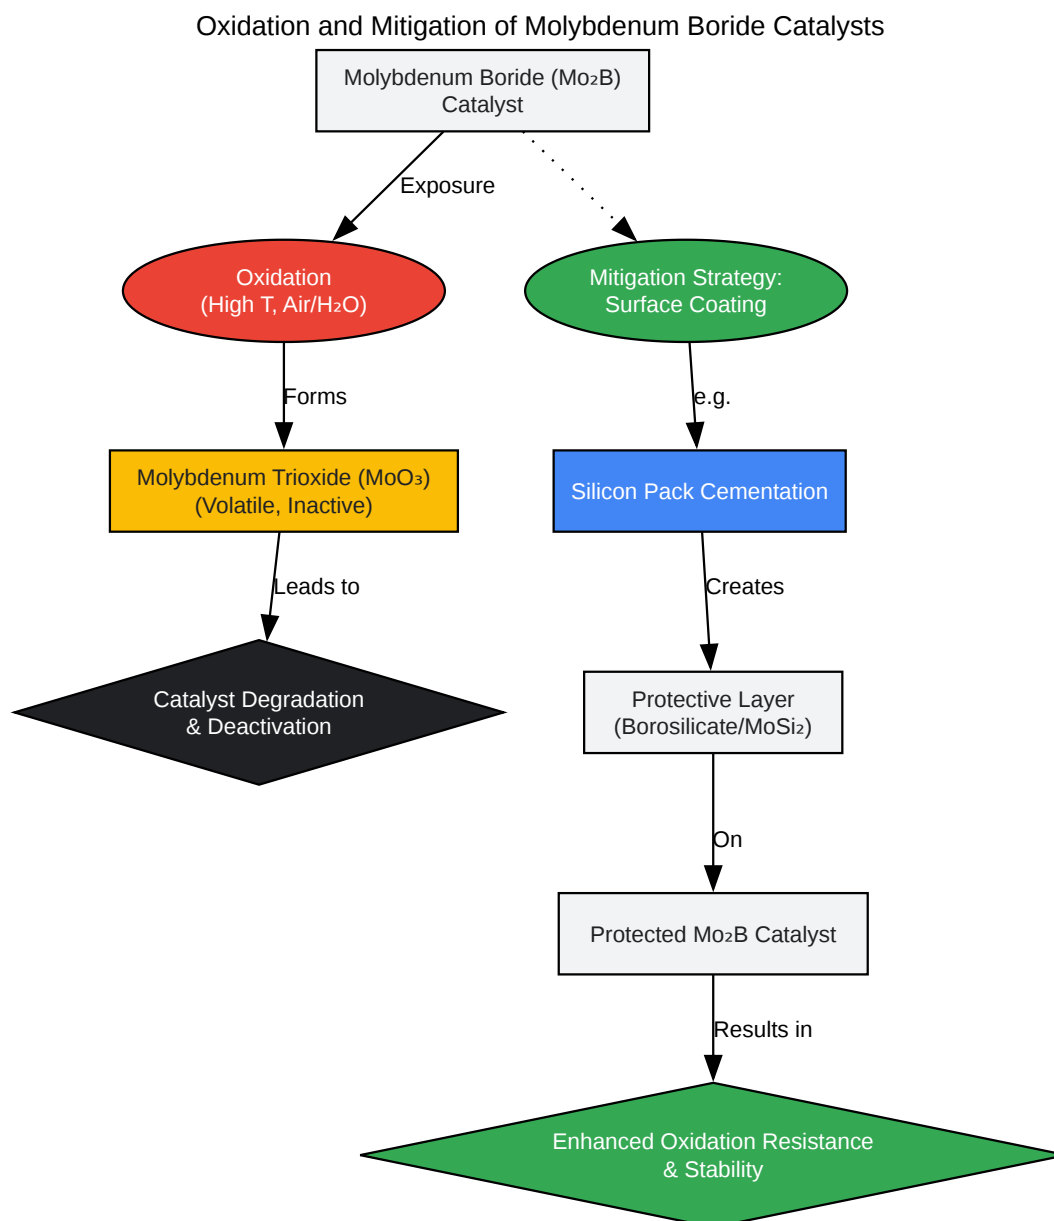 Oxidation and Mitigation of Molybdenum Boride Catalysts
Molybdenum Boride (Mo₂B)
Catalyst
Exposure
Oxidation
(High T, Air/H₂O)
Mitigation Strategy:
Surface Coating
Forms
e.g.
Molybdenum Trioxide (MoO₃)
(Volatile, Inactive)
Silicon Pack Cementation
Leads to
Creates
Catalyst Degradation
& Deactivation
Protective Layer
(Borosilicate/MoSi₂)
On
Protected Mo₂B Catalyst
Results in
Enhanced Oxidation Resistance
& Stability